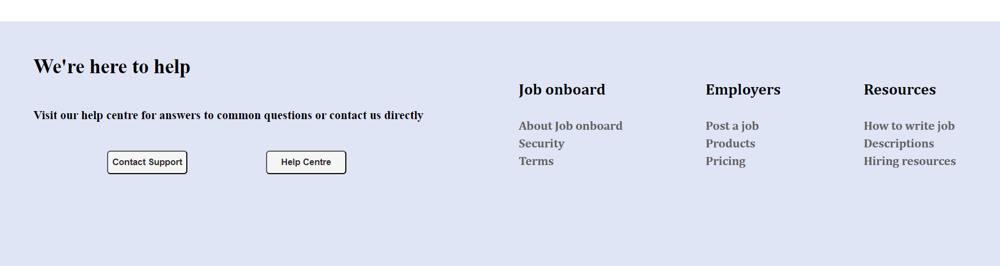 We're here to help
Visit our help centre for answers to common questions or contact us directly
Contact Support
Help Centre
Job onboard
About Job onboard
Security
Terms
Employers
Post a job
Products
Pricing
Resources
How to write job
Descriptions
Hiring resources